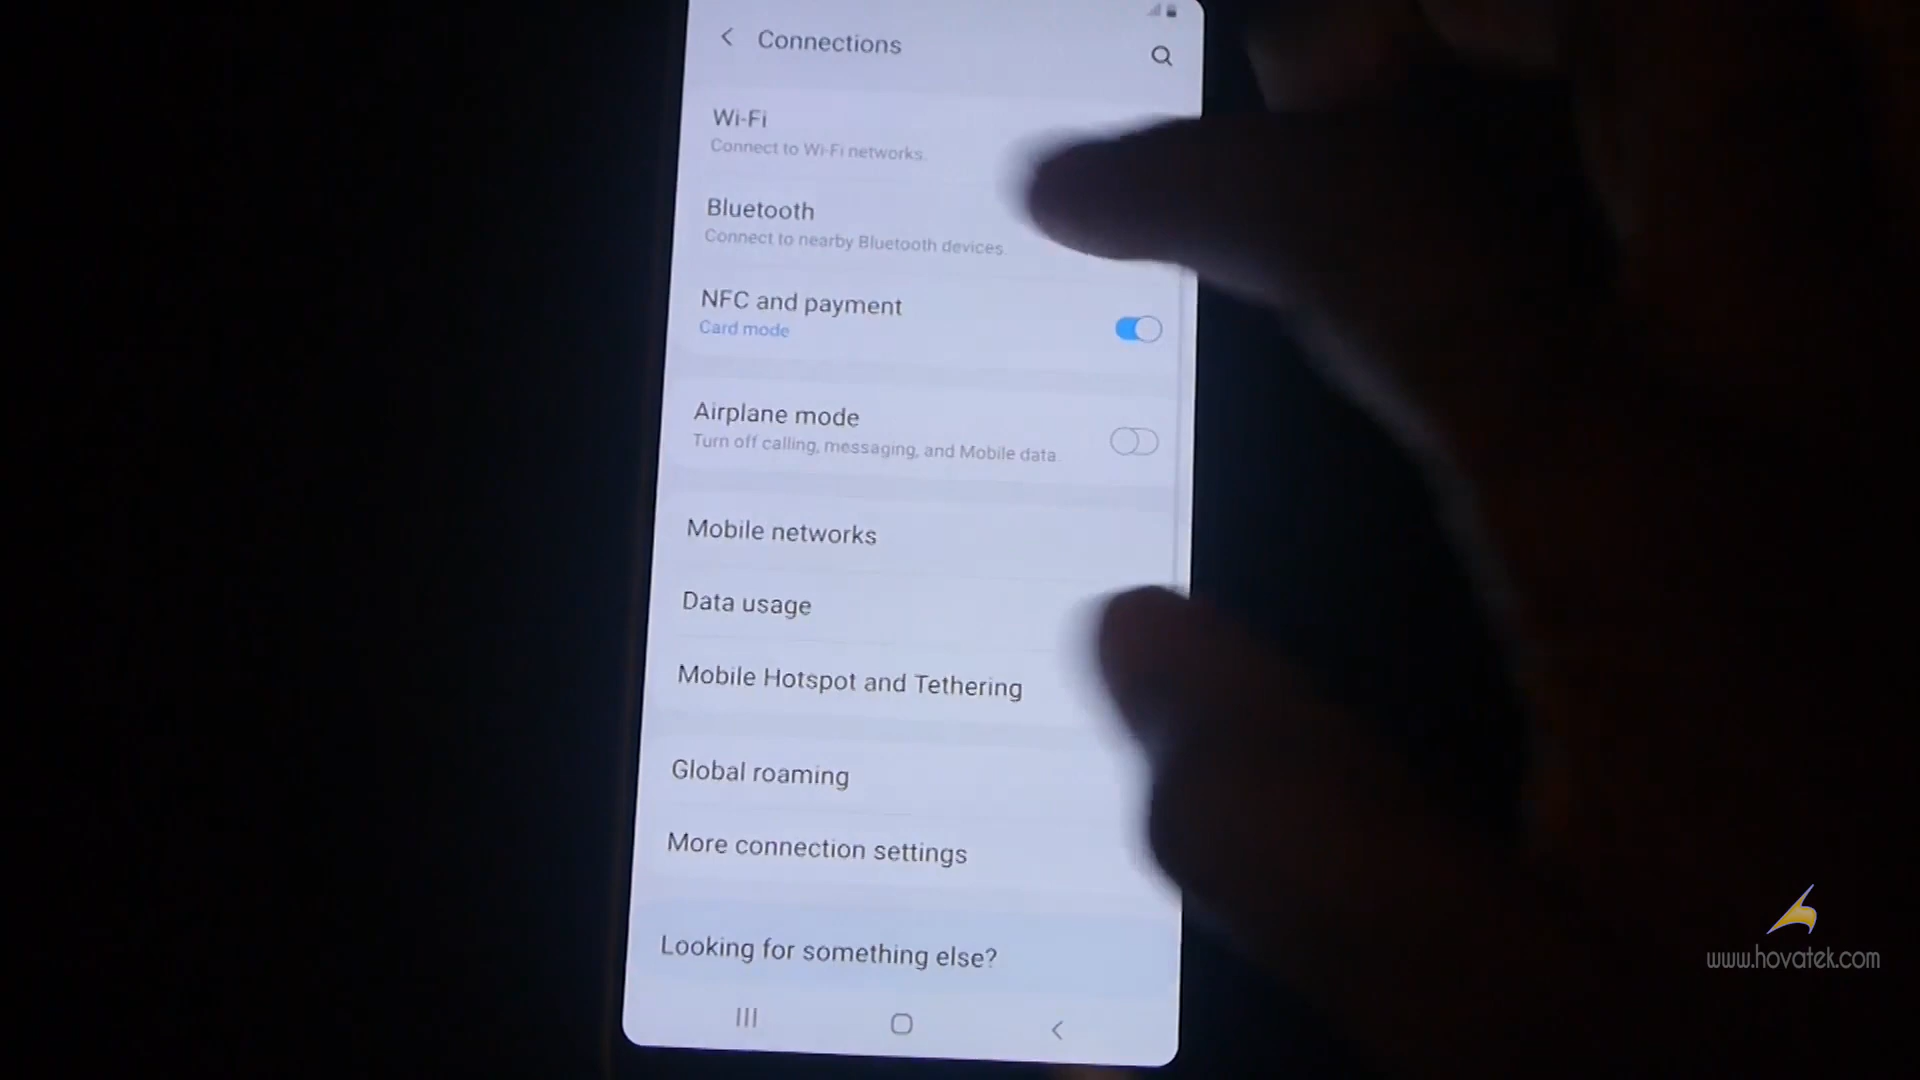 Connections
Wi-Fi
Connect to Wi-Fi networks.
Bluetooth
Connect to nearby Bluetooth devices.
NFC and payment
Card mode
Airplane mode
Turn off calling, messaging, and Mobile data.
Mobile networks
Data usage
Mobile Hotspot and Tethering
Global roaming
More connection settings
Looking for something else?
www.hovatek.com